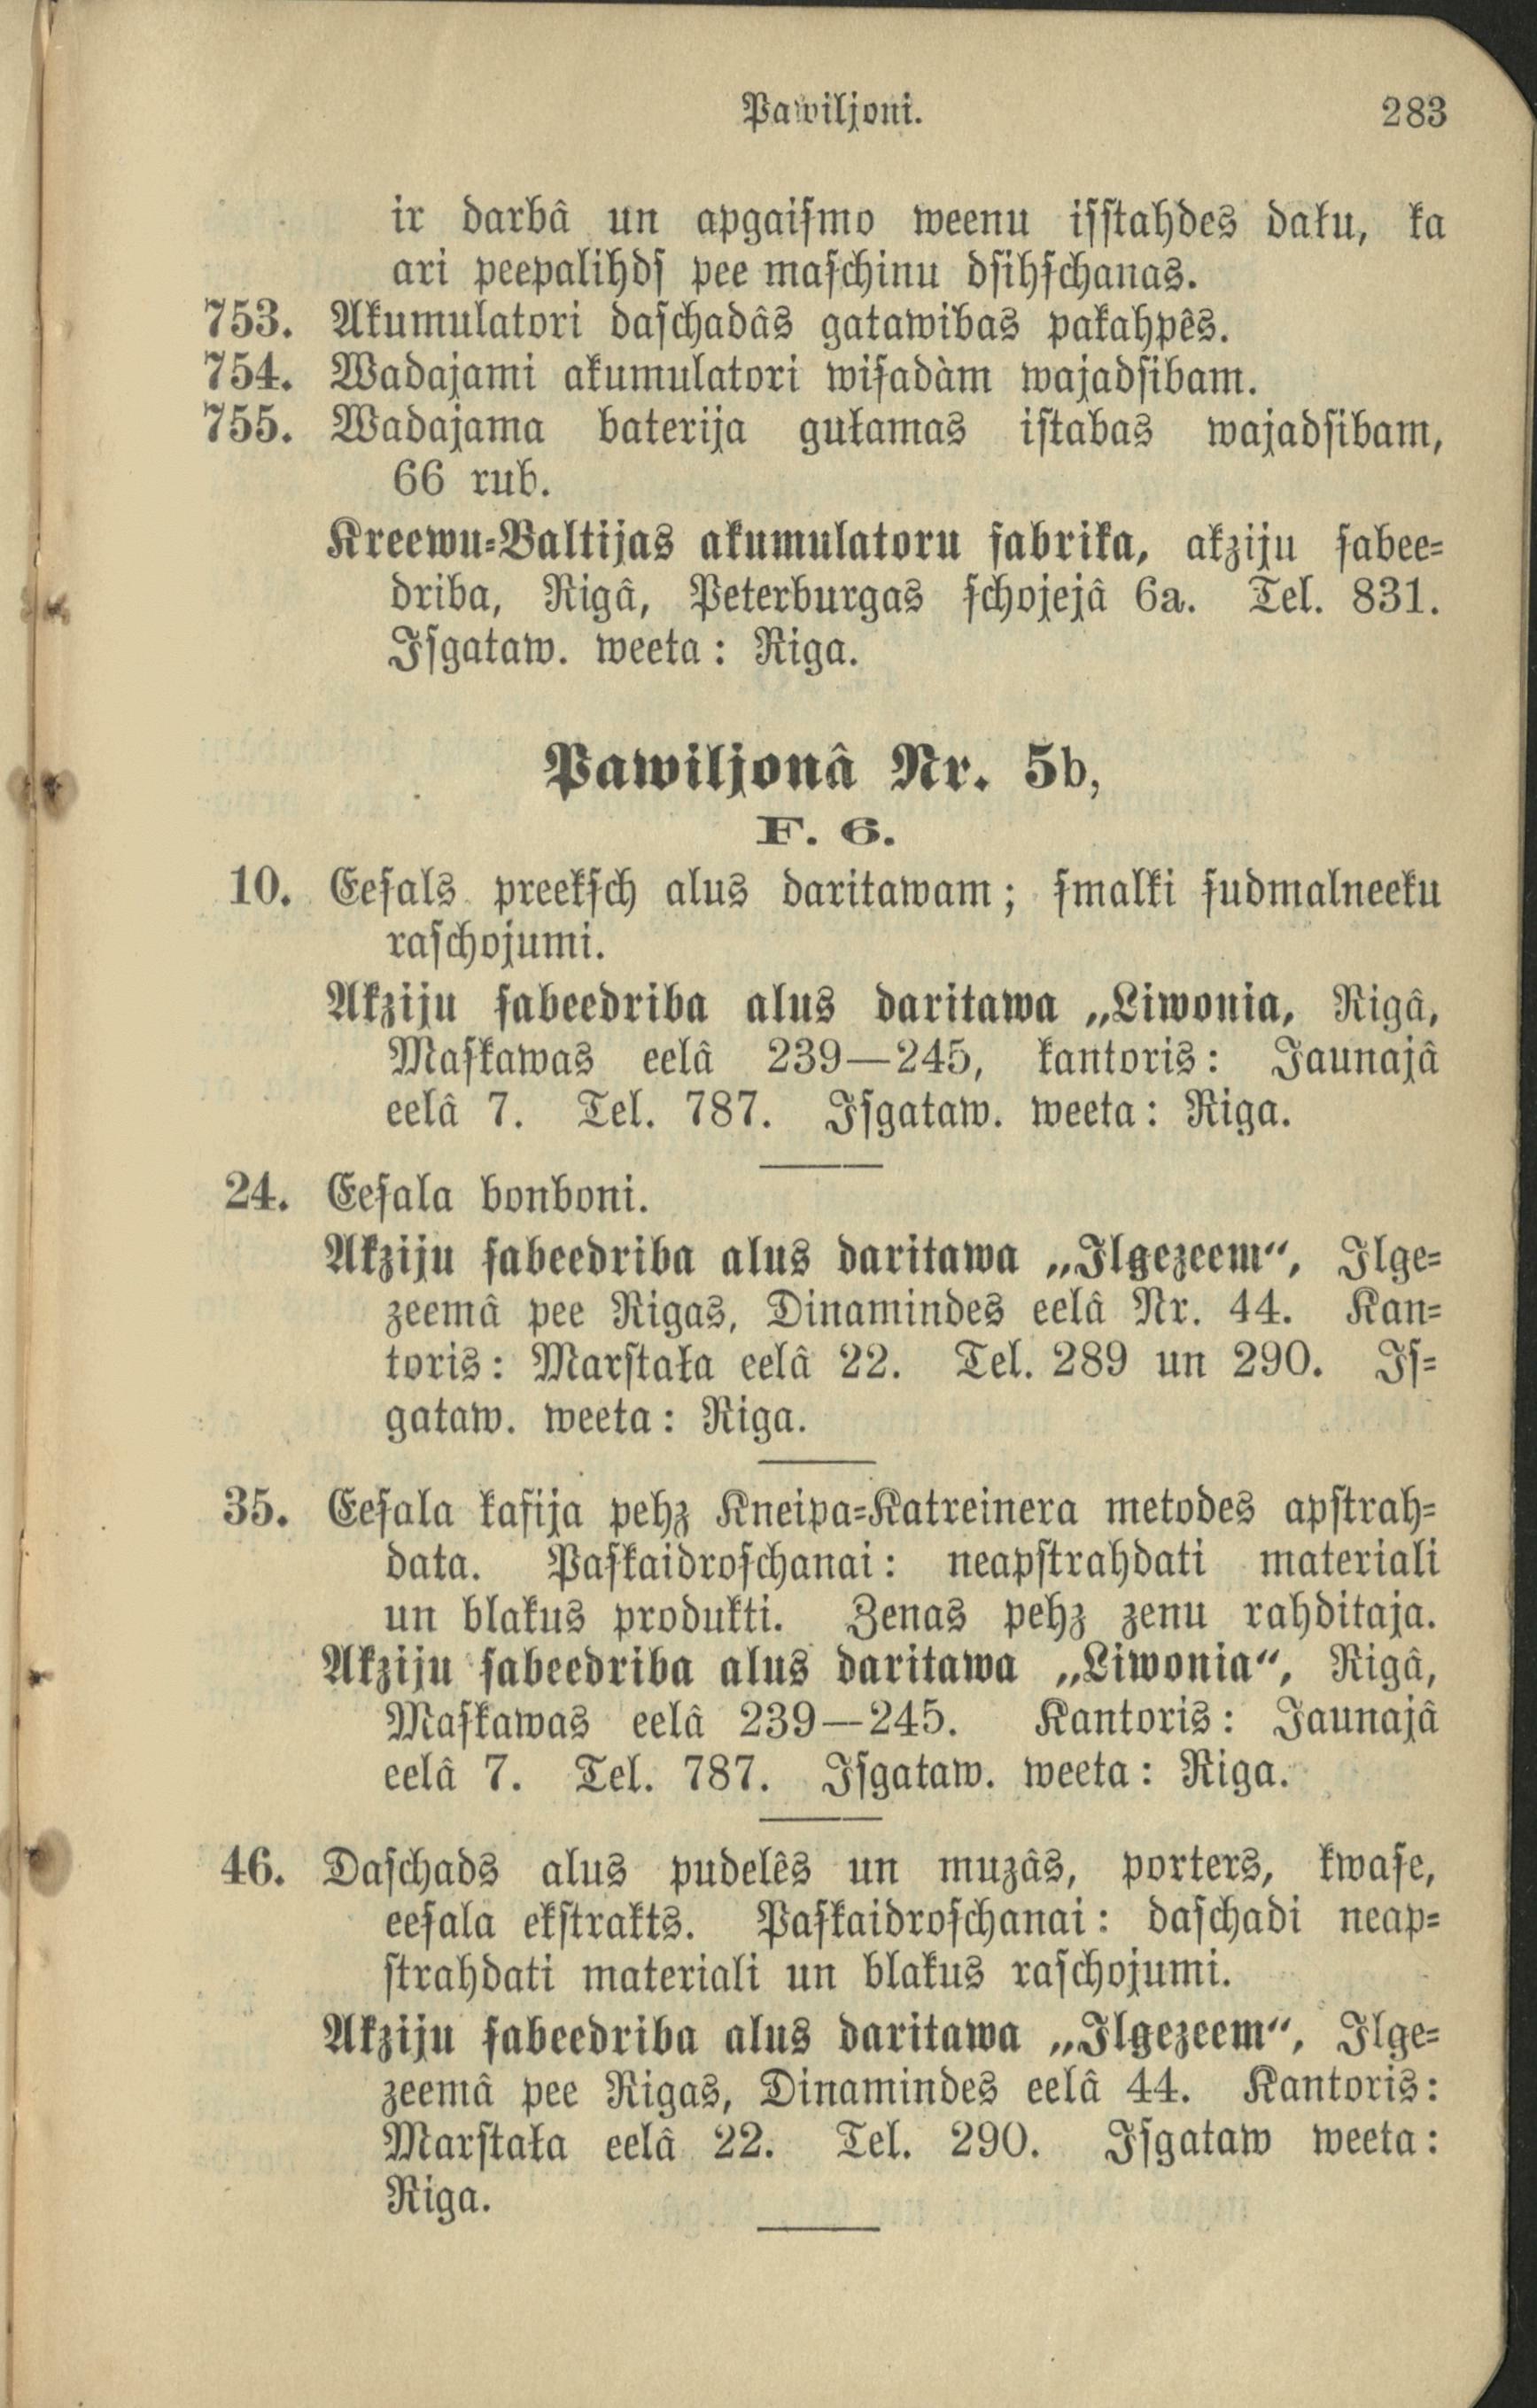 Pawiljoni. 283
ir darbâ un apgaiſmo weenu iſſtahdes daļu, kā
ari peepalihdſ pee maſchinu dſihſchanas.
753. Akumulatori daſchadâs gatawibas pakahpês.
754. Wadajami akumulatori wiſadàm wajadſibam.
755. Wadajama baterija guļamas iſtabas wajadſibam,
66 rub.
Kreewu=Baltijas akumulatoru fabrika, akziju ſabee=
driba, Rigâ, Peterburgas ſchojejâ 6a. Tel. 831.
Iſgataw. weeta: Riga.
Pawiljonâ Nr. 5b,
F. 6.
10. Eeſals preekſch alus daritawam; ſmalki ſudmalneeku
raſchojumi.
Akziju ſabeedriba alus daritawa „Liwonia, Rigâ,
Maſkawas eelâ 239—245, kantoris: Jaunajâ
eelâ 7. Tel. 787. Iſgataw. weeta: Riga.
24. Eeſala bonboni.
Akziju ſabeedriba alus daritawa „Ilgezeem“, Ilge=
zeemâ pee Rigas, Dinamindes eelâ Nr. 44. Kan=
toris: Marſtaļa eelâ 22. Tel. 289 un 290. Iſ=
gataw. weeta: Riga.
35. Eeſala kafija pehz Kneipa=Katreinera metodes apſtrah=
data. Paſkaidroſchanai: neapſtrahdati materiali
un blakus produkti. Zenas pehz zenu rahditaja.
Akziju ſabeedriba alus daritawa „Liwonia“, Rigâ,
Maſkawas eelâ 239—245. Kantoris: Jaunajâ
eelâ 7. Tel. 787. Iſgataw. weeta: Riga.
46. Daſchads alus pudelês un muzâs, porters, kwaſe,
eeſala ekſtrakts. Paſkaidroſchanai: daſchadi neap=
ſtrahdati materiali un blakus raſchojumi.
Akziju ſabeedriba alus daritawa „Ilgezeem“, Ilge=
zeemâ pee Rigas, Dinamindes eelâ 44. Kantoris:
Marſtaļa eelâ 22. Tel. 290. Iſgataw weeta:
Riga.